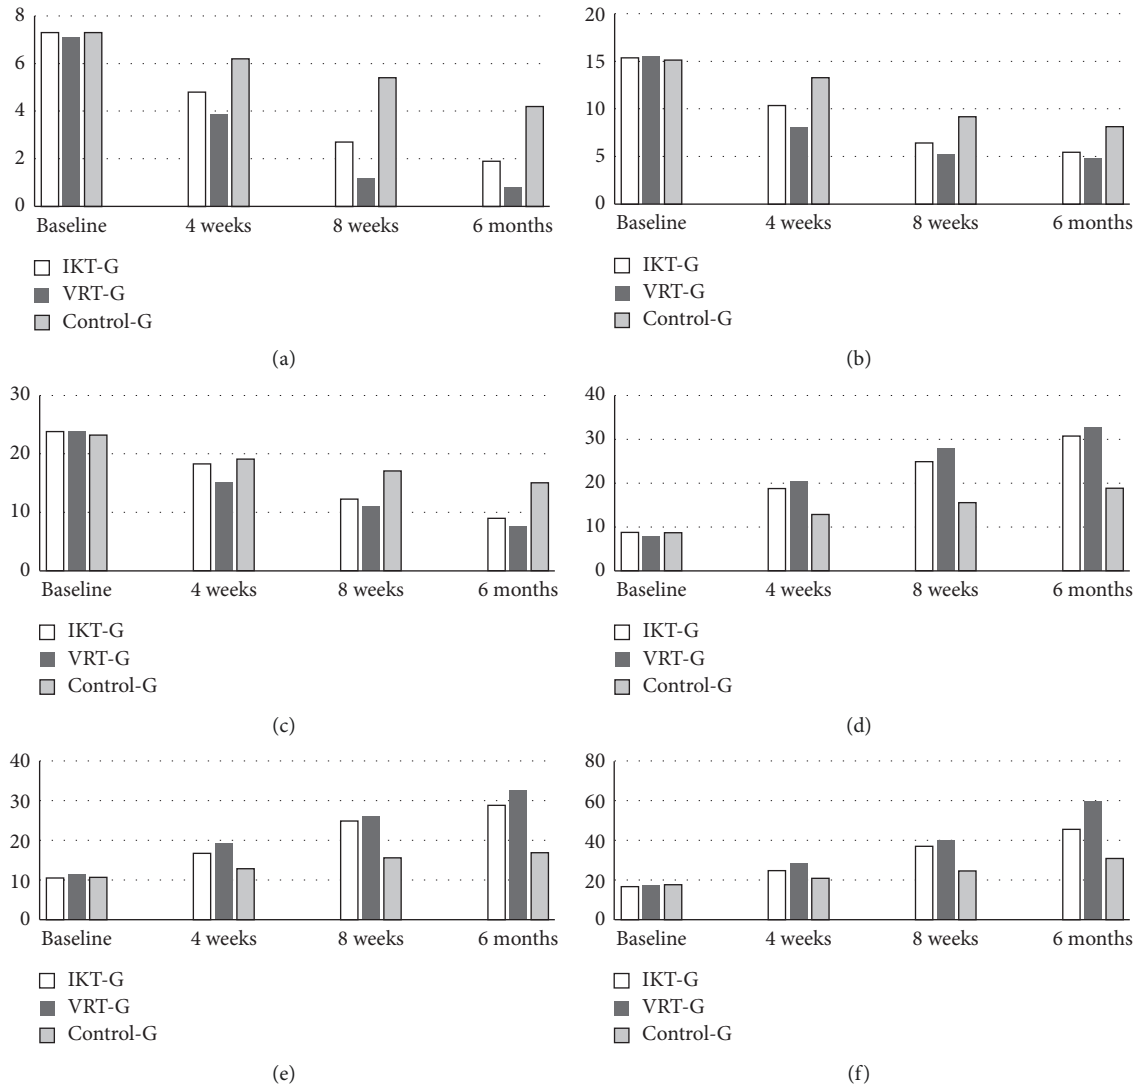 8
6
4
2
0
Baseline 4 weeks 8 weeks 6 months
IKT-G
VRT-G
Control-G
(a)
20
15
10
5
0
Baseline 4 weeks 8 weeks 6 months
IKT-G
VRT-G
Control-G
(b)
30
20
10
0
Baseline 4 weeks 8 weeks 6 months
IKT-G
VRT-G
Control-G
(c)
40
30
20
10
0
Baseline 4 weeks 8 weeks 6 months
IKT-G
VRT-G
Control-G
(d)
40
30
20
10
0
Baseline 4 weeks 8 weeks 6 months
IKT-G
VRT-G
Control-G
(e)
80
60
40
20
0
Baseline 4 weeks 8 weeks 6 months
IKT-G
VRT-G
Control-G
(f)